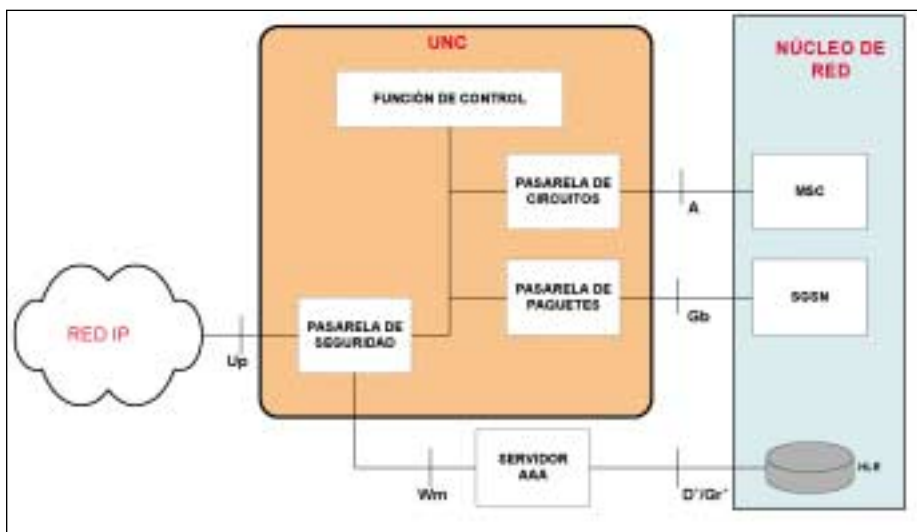 UNC
NÚCLEO DE
RED
FUNCIÓN DE CONTROL
PASARELA DE
CIRCUITOS
A
MSC
PASARELA DE
PAQUETES
Gb
SGSN
RED IP
Up
PASARELA DE
SEGURIDAD
SERVIDOR
AAA
Wm
D'/Gr'
HLR